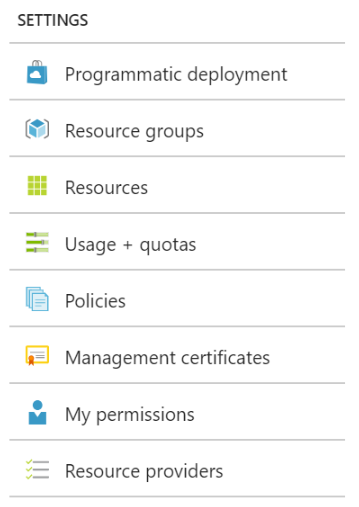 SETTINGS
Programmatic deployment
Resource groups
Resources
Usage + quotas
Policies
Management certificates
My permissions
Resource providers